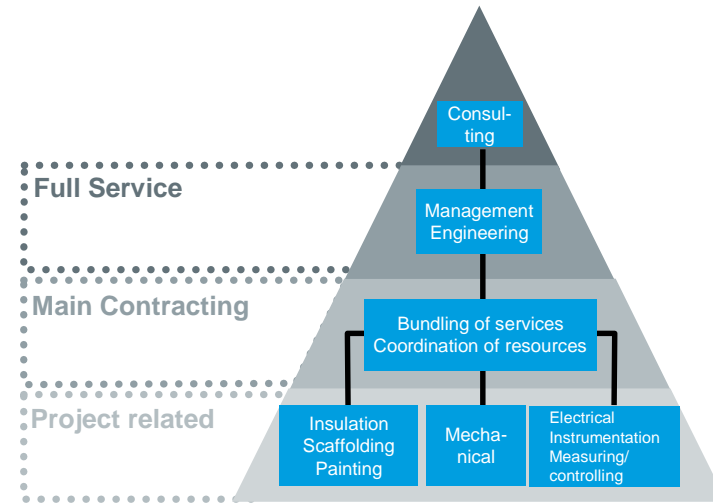 Consul-
ting
Full Service
Management
Engineering
Main Contracting
Bundling of services
Coordination of resources
Project related
Insulation
Scaffolding
Painting
Mecha-
nical
Electrical
Instrumentation
Measuring/
controlling